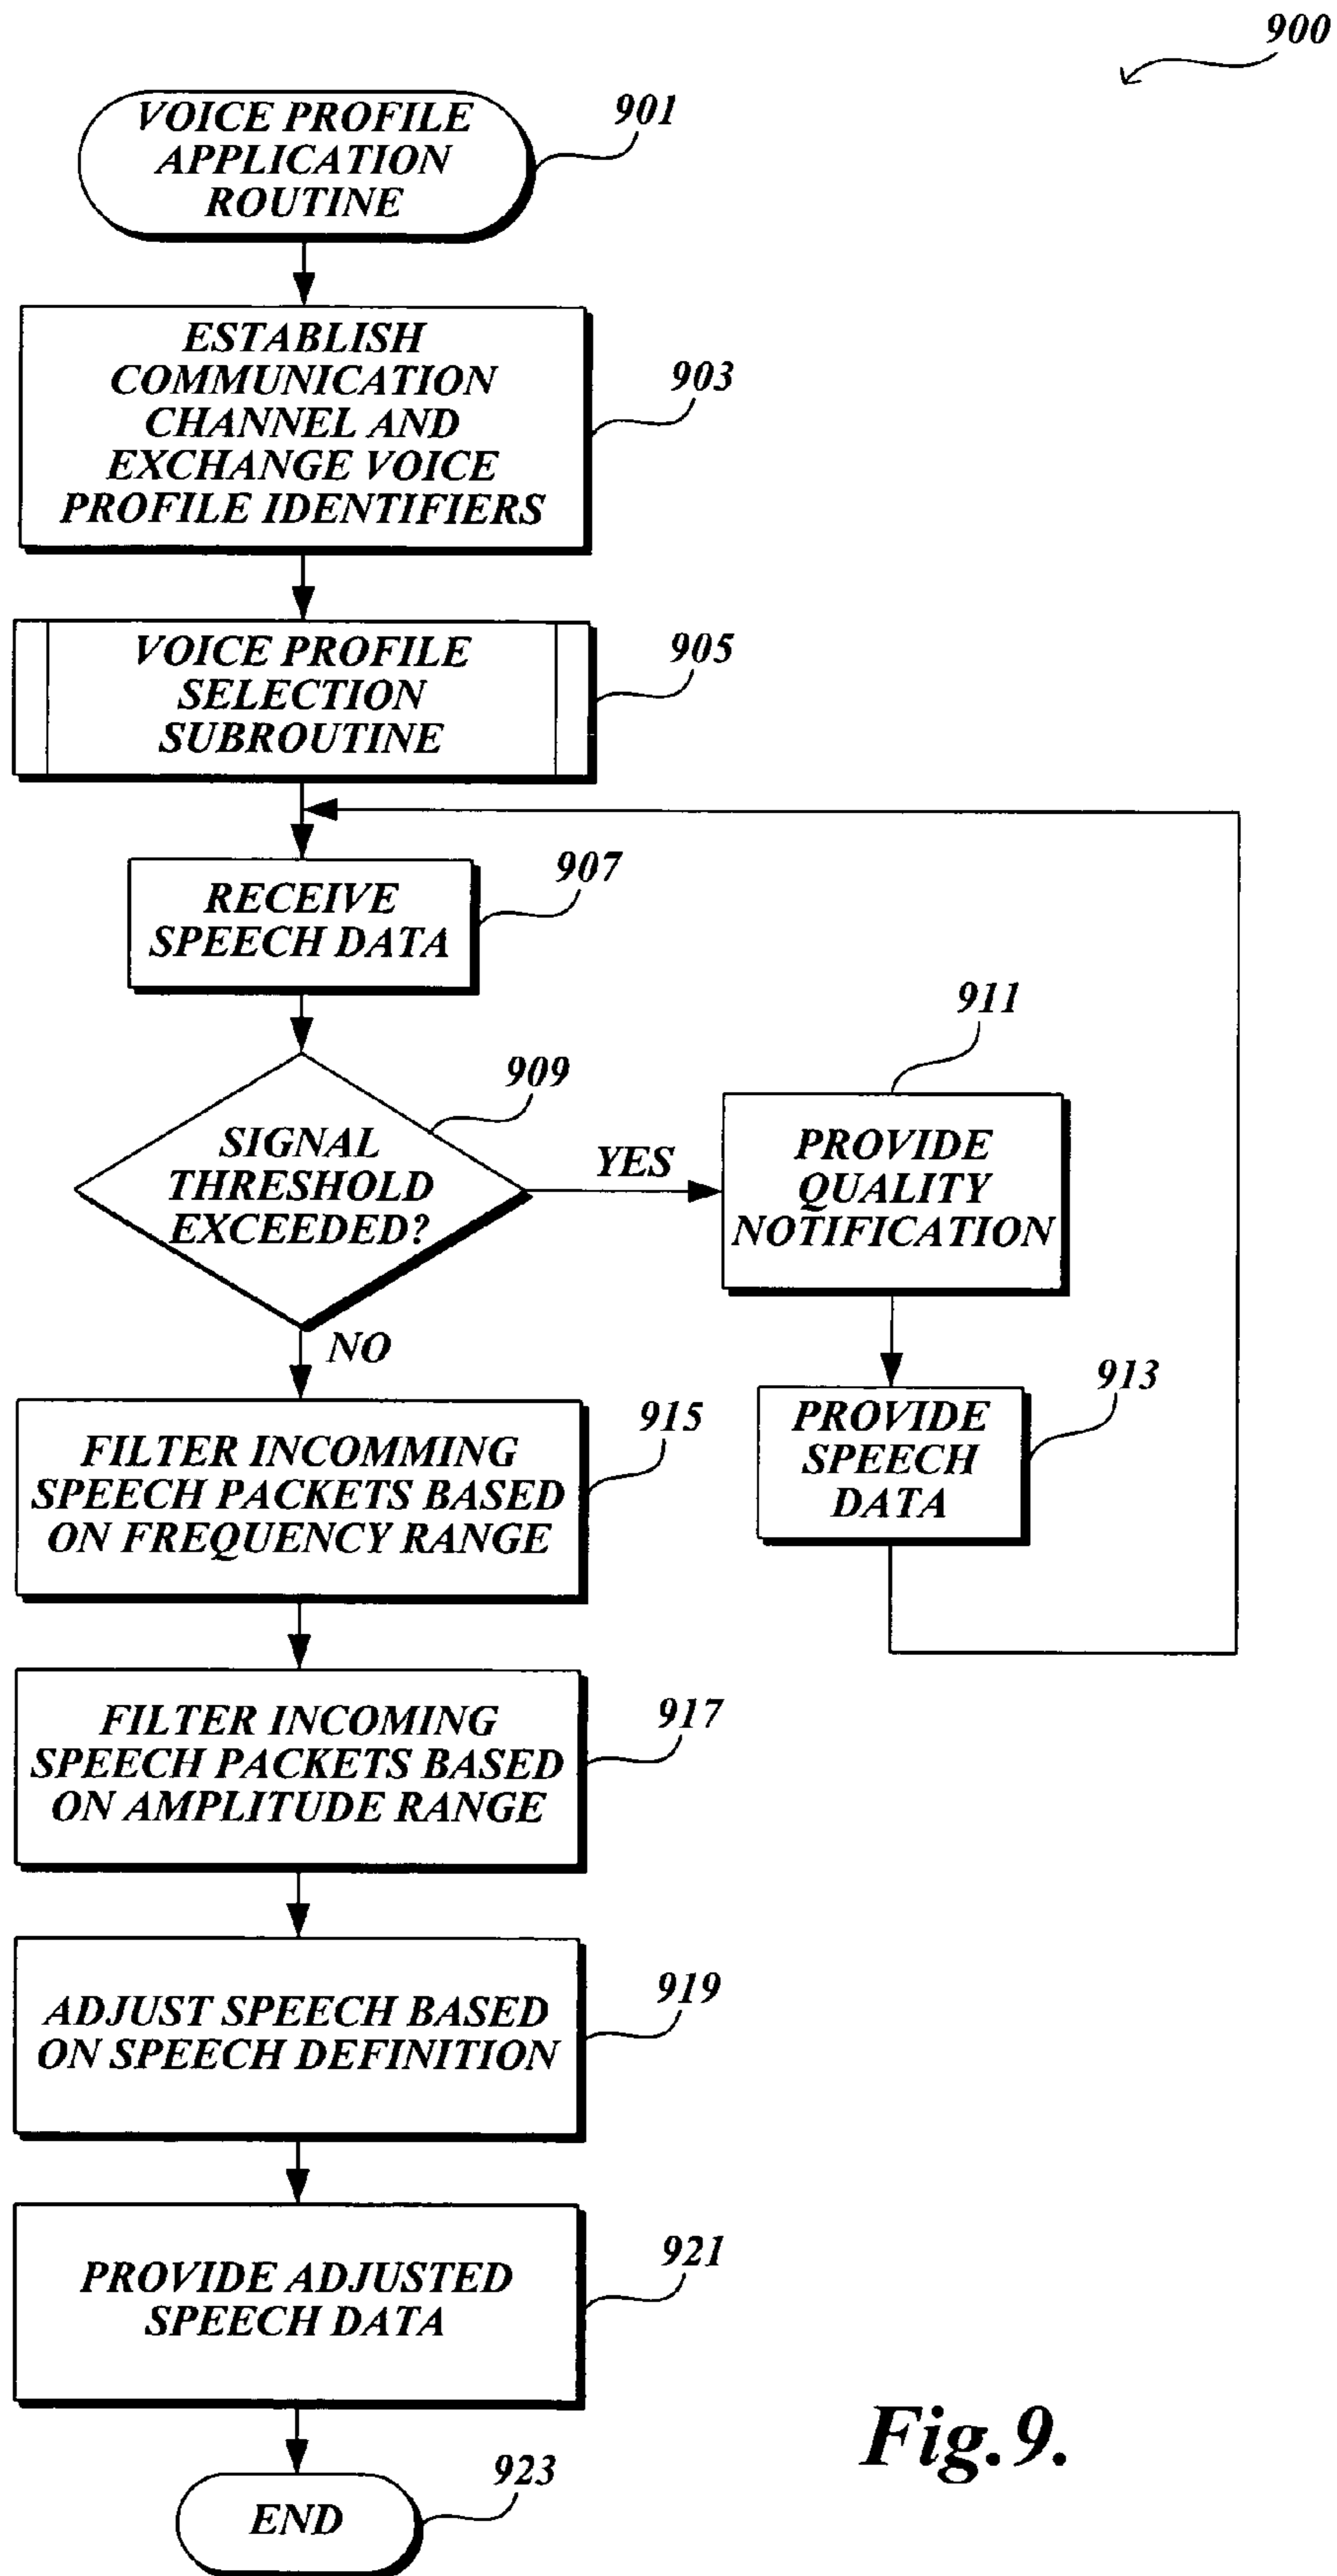 900
VOICE PROFILE
APPLICATION
ROUTINE
901
ESTABLISH
COMMUNICATION
CHANNEL AND
EXCHANGE VOICE
PROFILE IDENTIFIERS
903
VOICE PROFILE
SELECTION
SUBROUTINE
905
RECEIVE
SPEECH DATA
907
SIGNAL
THRESHOLD
EXCEEDED?
909
YES
NO
PROVIDE
QUALITY
NOTIFICATION
911
PROVIDE
SPEECH
DATA
913
FILTER INCOMMING
SPEECH PACKETS BASED
ON FREQUENCY RANGE
915
FILTER INCOMING
SPEECH PACKETS BASED
ON AMPLITUDE RANGE
917
ADJUST SPEECH BASED
ON SPEECH DEFINITION
919
PROVIDE ADJUSTED
SPEECH DATA
921
END
923
Fig.9.